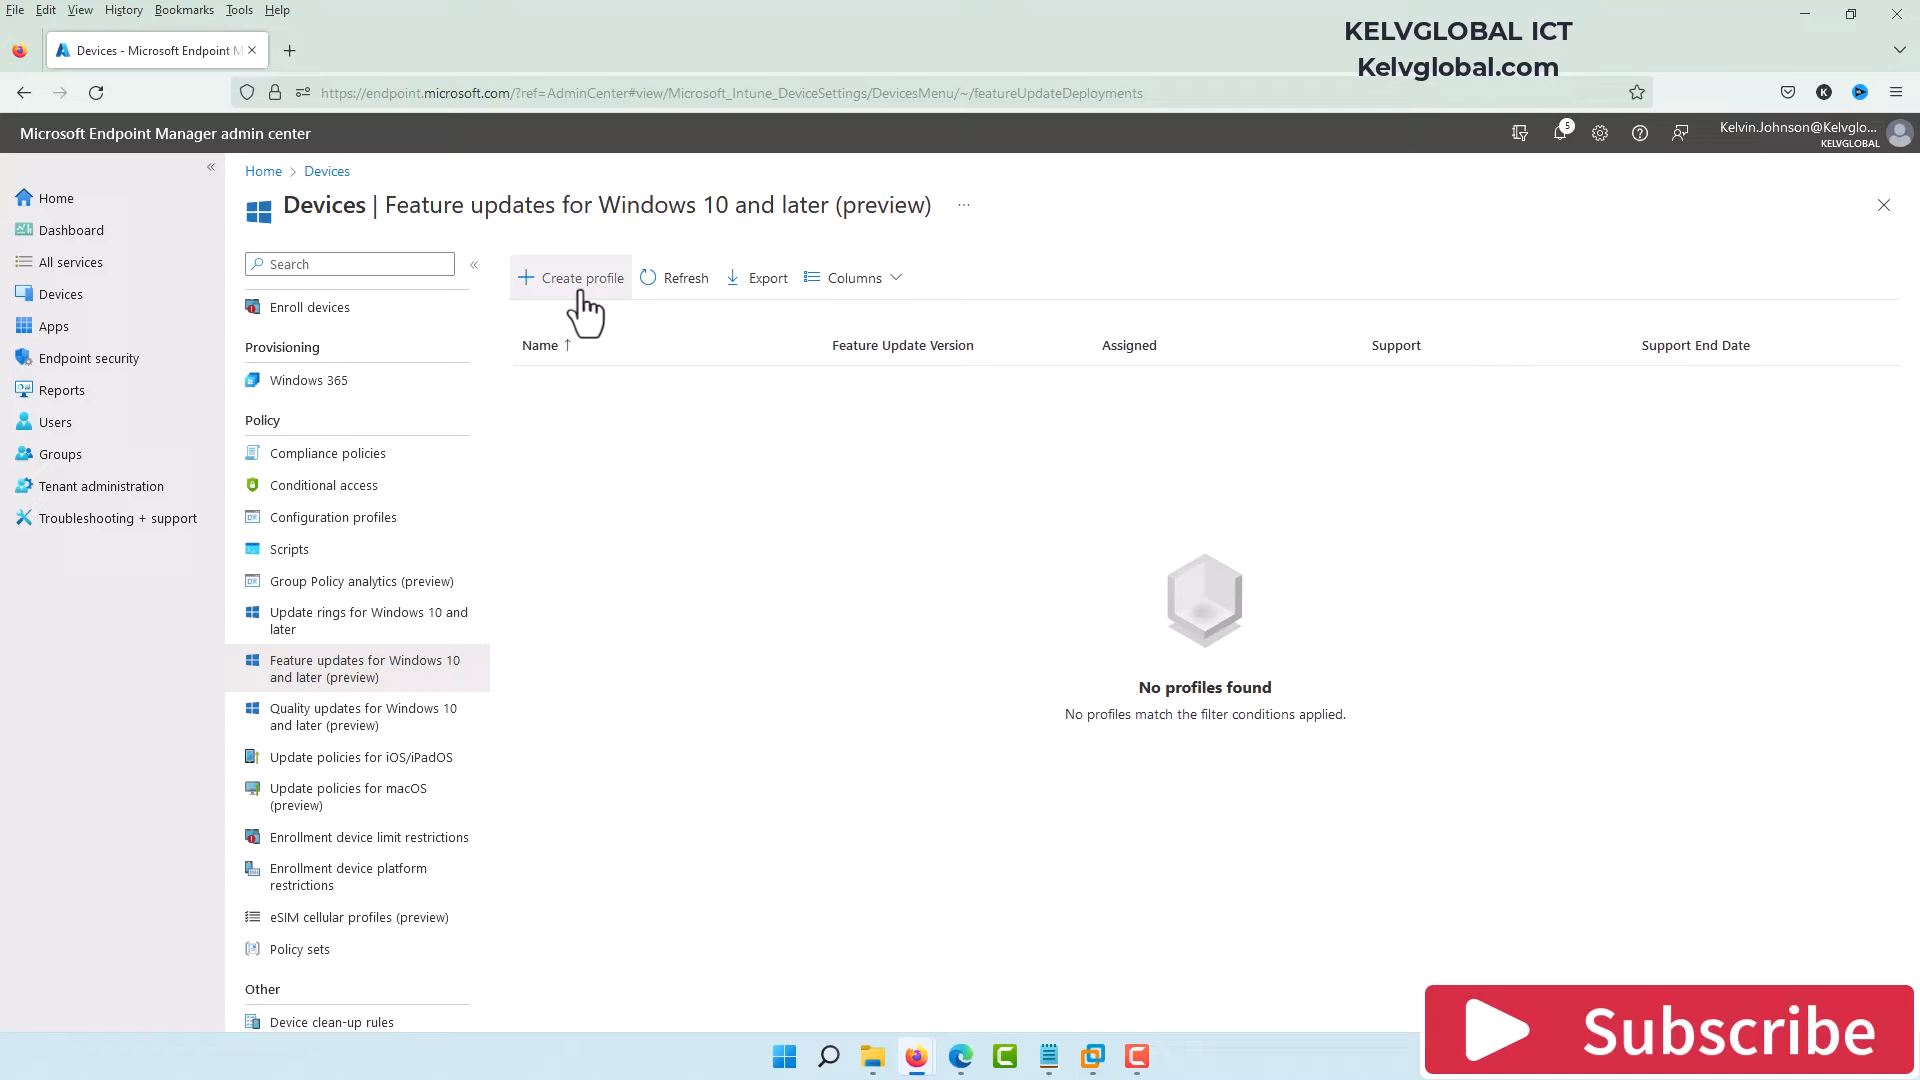 File Edit View History Bookmarks Tools Help
KELVGLOBAL ICT
Kelvglobal.com
Devices - Microsoft Endpoint M
https://endpoint.microsoft.com/?ref=AdminCenter#view/Microsoft_Intune_DeviceSettings/DevicesMenu/~/featureUpdateDeployments
K
Microsoft Endpoint Manager admin center
5
Kelvin.Johnson@Kelvglo...
KELVGLOBAL
Home > Devices
Devices | Feature updates for Windows 10 and later (preview) ...
Home
Dashboard
All services
Devices
Apps
Endpoint security
Reports
Users
Groups
Tenant administration
Troubleshooting + support
Search
Enroll devices
Provisioning
Windows 365
Policy
Compliance policies
Conditional access
Configuration profiles
Scripts
Group Policy analytics (preview)
Update rings for Windows 10 and
later
Feature updates for Windows 10
and later (preview)
Quality updates for Windows 10
and later (preview)
Update policies for iOS/iPadOS
Update policies for macOS
(preview)
Enrollment device limit restrictions
Enrollment device platform
restrictions
eSIM cellular profiles (preview)
Policy sets
Other
Device clean-up rules
Create profile Refresh Export Columns
Name ↑ Feature Update Version Assigned Support Support End Date
No profiles found
No profiles match the filter conditions applied.
Subscribe